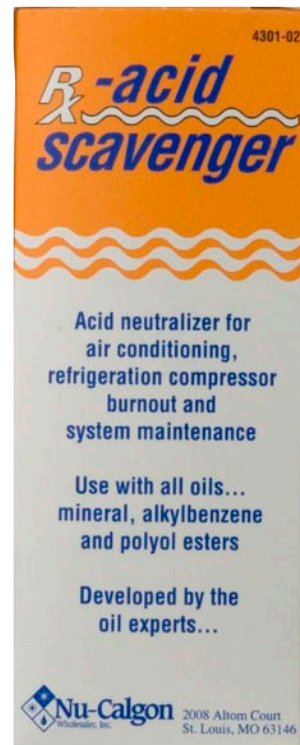 4301-02
Rx-acid
scavenger
Acid neutralizer for
air conditioning,
refrigeration compressor
burnout and
system maintenance
Use with all oils...
mineral, alkylbenzene
and polyol esters
Developed by the
oil experts...
Nu-Calgon
Wholesaler, Inc.
2008 Altom Court
St. Louis, MO 63146